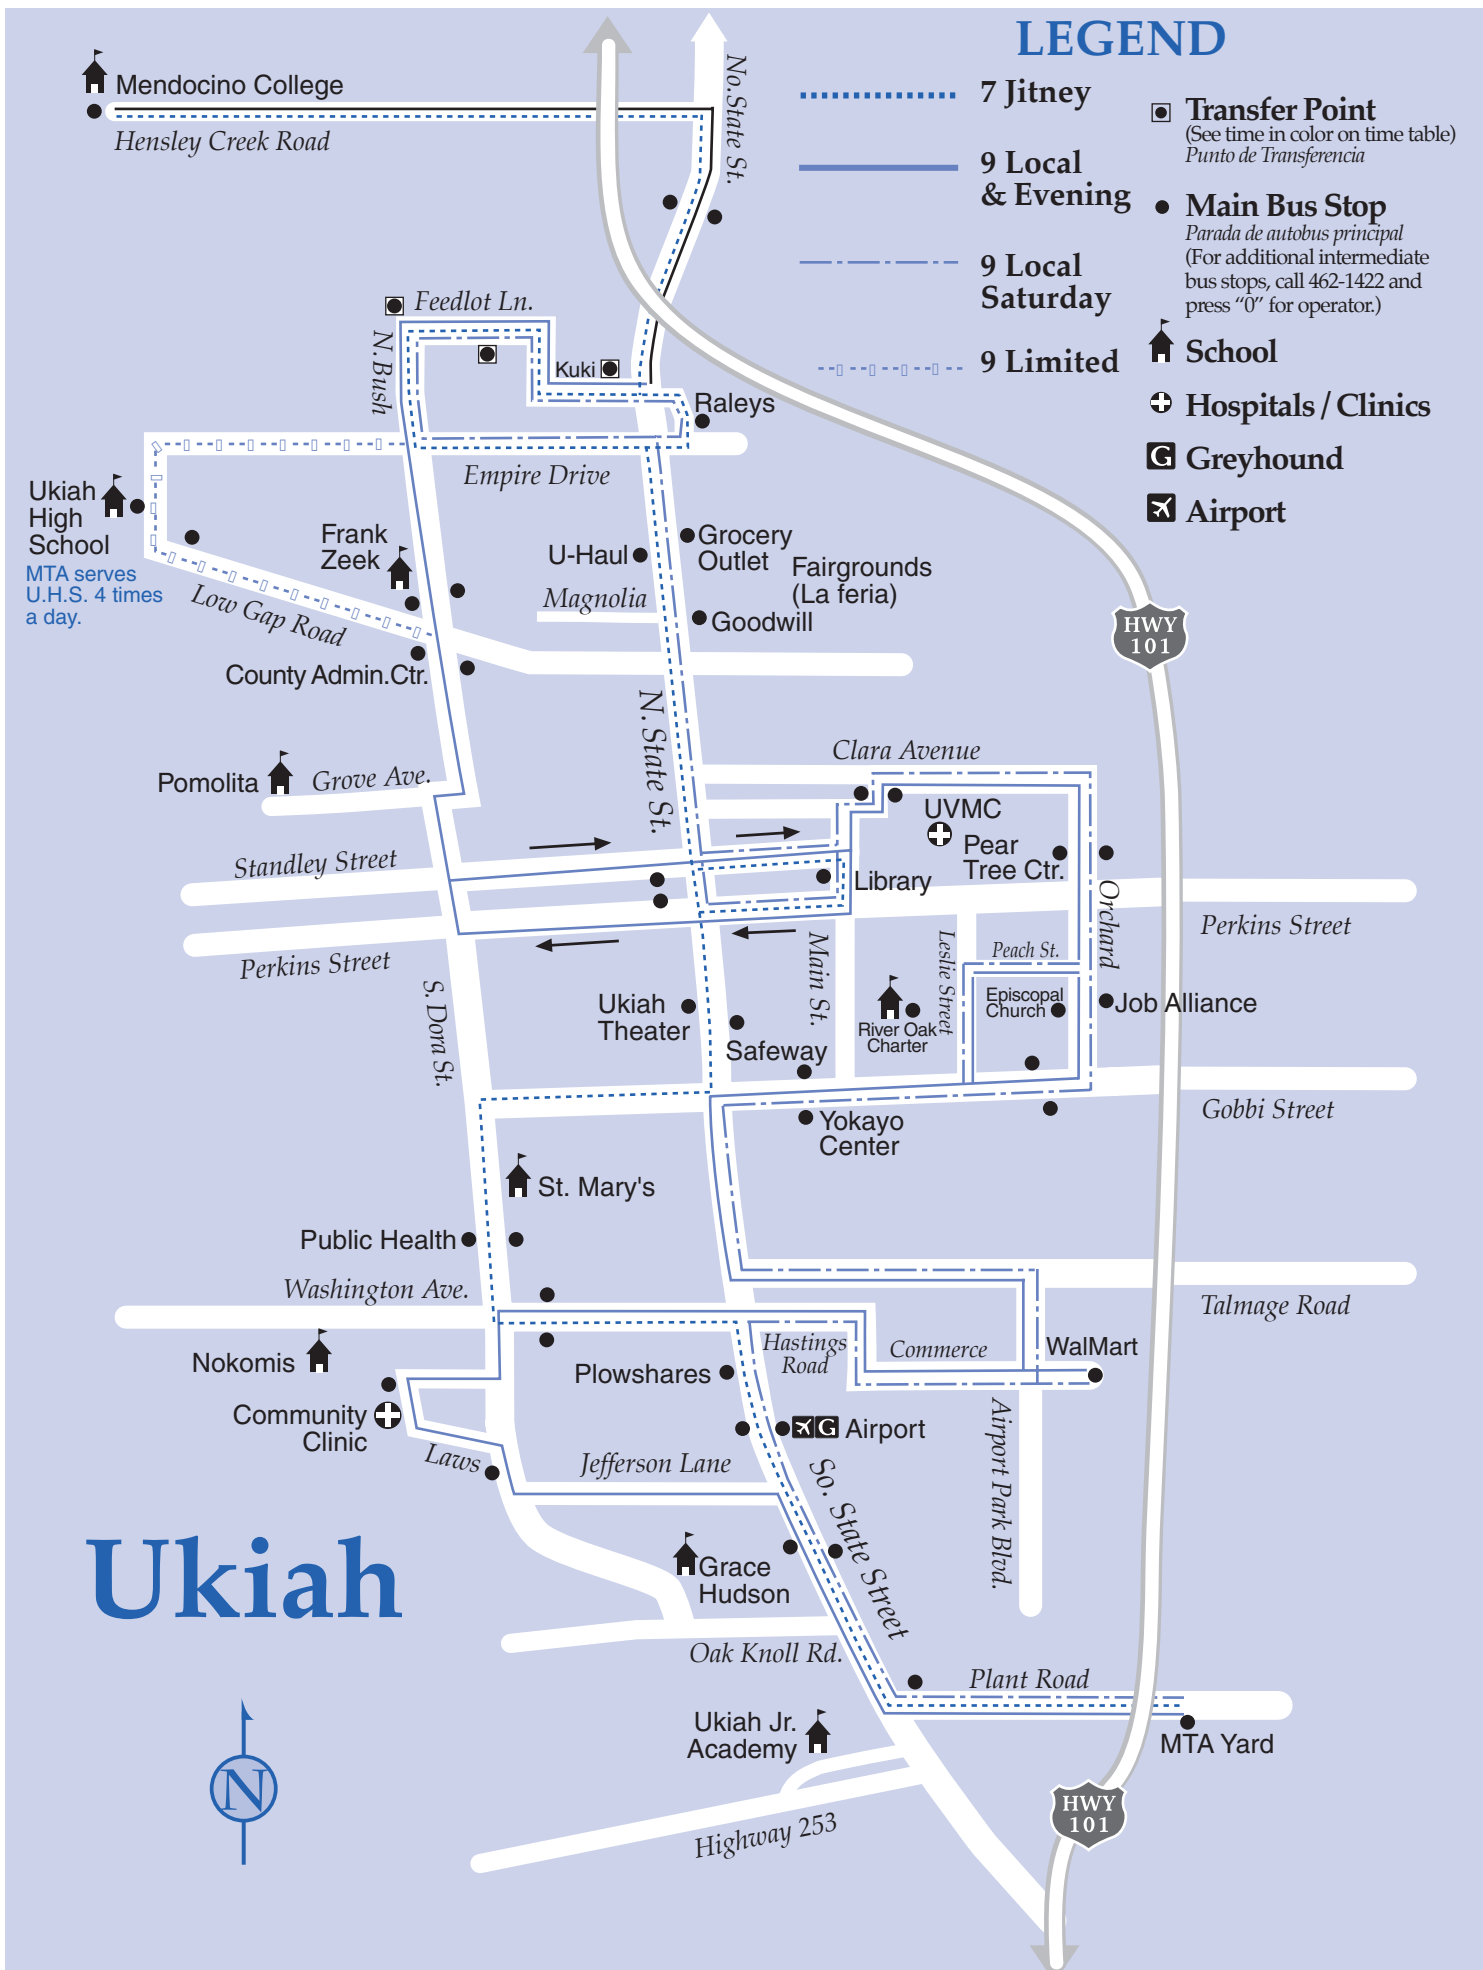 LEGEND
7 Jitney
9 Local
& Evening
9 Local
Saturday
9 Limited
Transfer Point
(See time in color on time table)
Punto de Transferencia
Main Bus Stop
Parada de autobus principal
(For additional intermediate
bus stops, call 462-1422 and
press “0” for operator.)
School
Hospitals / Clinics
G Greyhound
Airport
Mendocino College
Hensley Creek Road
No. State St.
Feedlot Ln.
N. Bush
Kuki
Raleys
Empire Drive
Ukiah
High
School
MTA serves
U.H.S. 4 times
a day.
Frank
Zeek
Low Gap Road
County Admin.Ctr.
U-Haul
Grocery
Outlet
Magnolia
Fairgrounds
(La feria)
Goodwill
HWY
101
N. State St.
Clara Avenue
Pomolita
Grove Ave.
UVMC
Pear
Tree Ctr.
Standley Street
Library
Orchard
Perkins Street
Perkins Street
Main St.
Leslie Street
Peach St.
S. Dora St.
Ukiah
Theater
Safeway
River Oak
Charter
Episcopal
Church
Job Alliance
Yokayo
Center
Gobbi Street
St. Mary's
Public Health
Washington Ave.
Talmage Road
Nokomis
Hastings
Road
Commerce
WalMart
Plowshares
Community
Clinic
G Airport
Laws
Jefferson Lane
So. State Street
Airport Park Blvd.
Ukiah
Grace
Hudson
Oak Knoll Rd.
Plant Road
Ukiah Jr.
Academy
MTA Yard
N
Highway 253
HWY
101